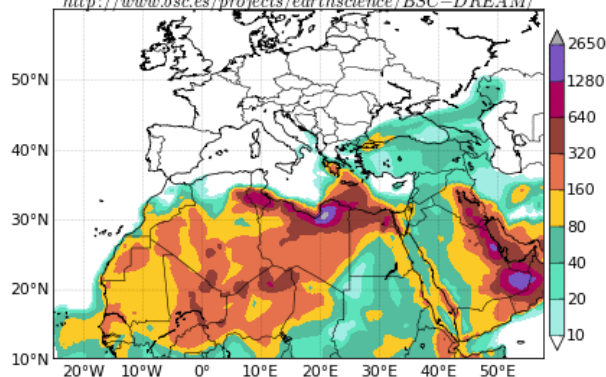 http://www.bsc.es/projects/earthscience/BSC-DREAM/
2650
1280
640
320
160
80
40
20
10
50°N
40°N
30°N
20°N
10°N
20°W 10°W 0° 10°E 20°E 30°E 40°E 50°E